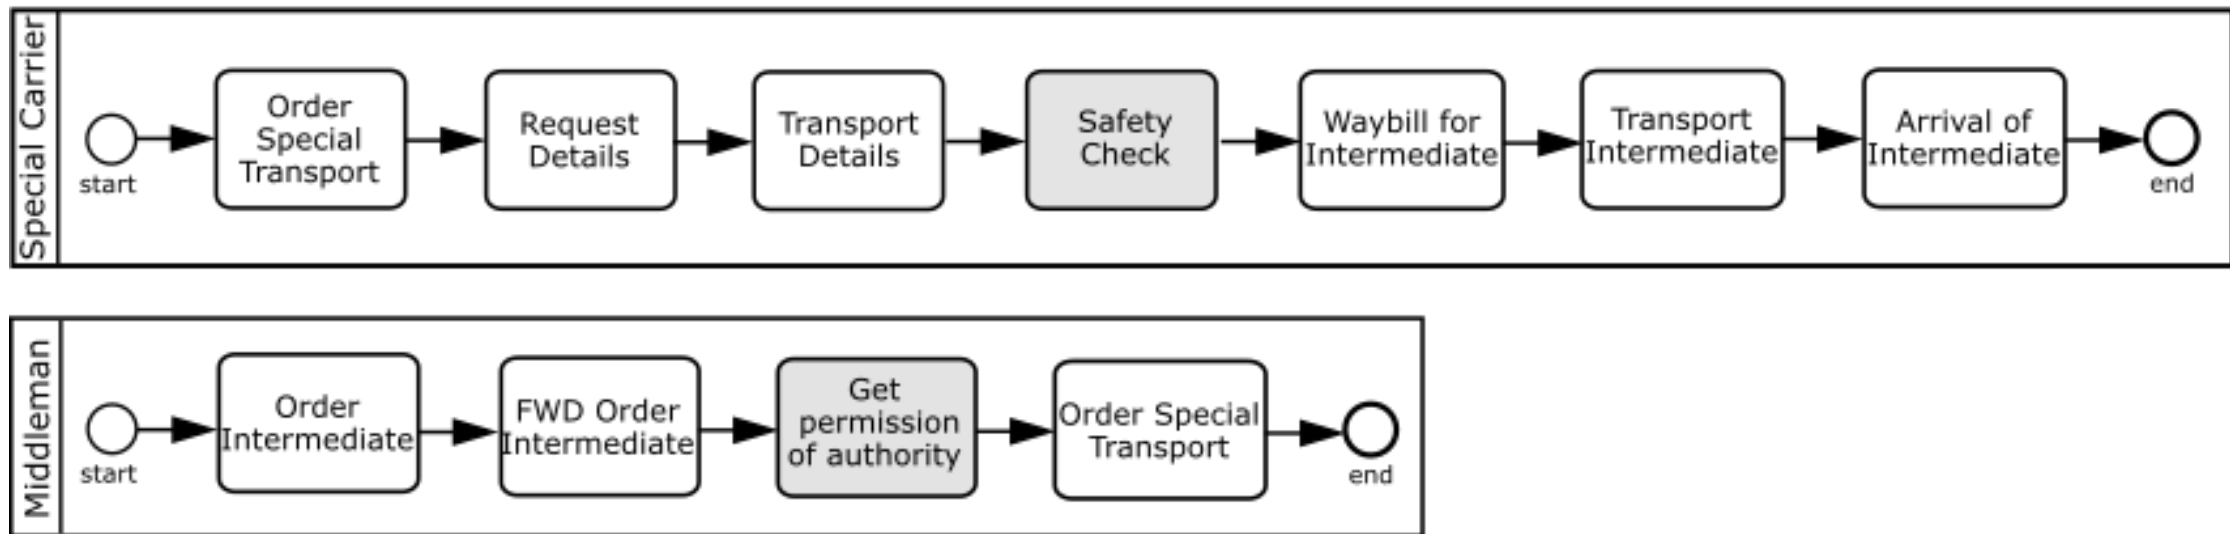 Special Carrier
start
Order
Special
Transport
Request
Details
Transport
Details
Safety
Check
Waybill for
Intermediate
Transport
Intermediate
Arrival of
Intermediate
end
Middleman
start
Order
Intermediate
FWD Order
Intermediate
Get
permission
of authority
Order Special
Transport
end